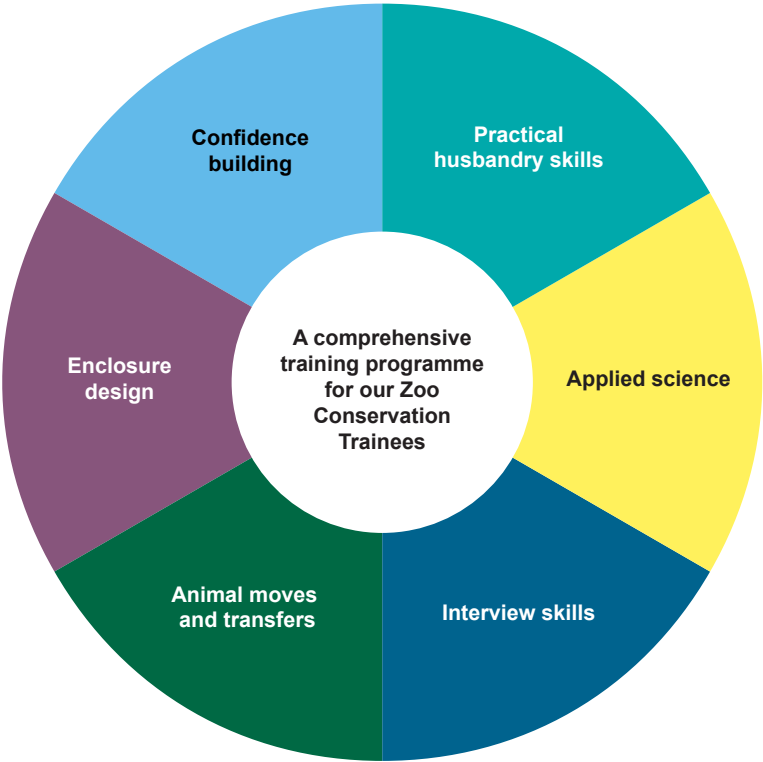 Confidence
building
Practical
husbandry skills
Enclosure
design
A comprehensive
training programme
for our Zoo
Conservation
Trainees
Applied science
Animal moves
and transfers
Interview skills